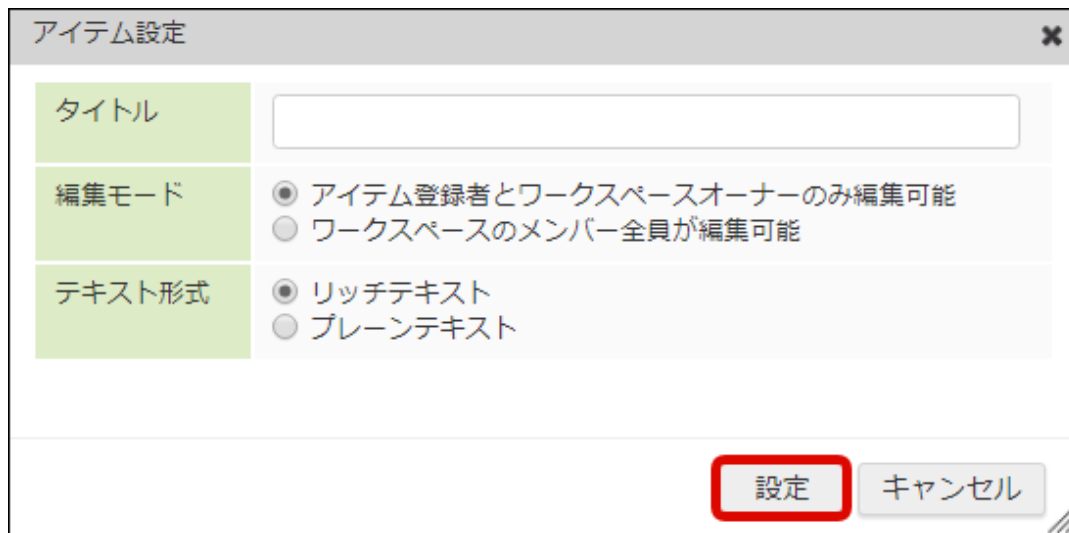 アイテム設定
タイトル
編集モード
アイテム登録者とワークスペースオーナーのみ編集可能
ワークスペースのメンバー全員が編集可能
テキスト形式
リッチテキスト
プレーンテキスト
設定
キャンセル